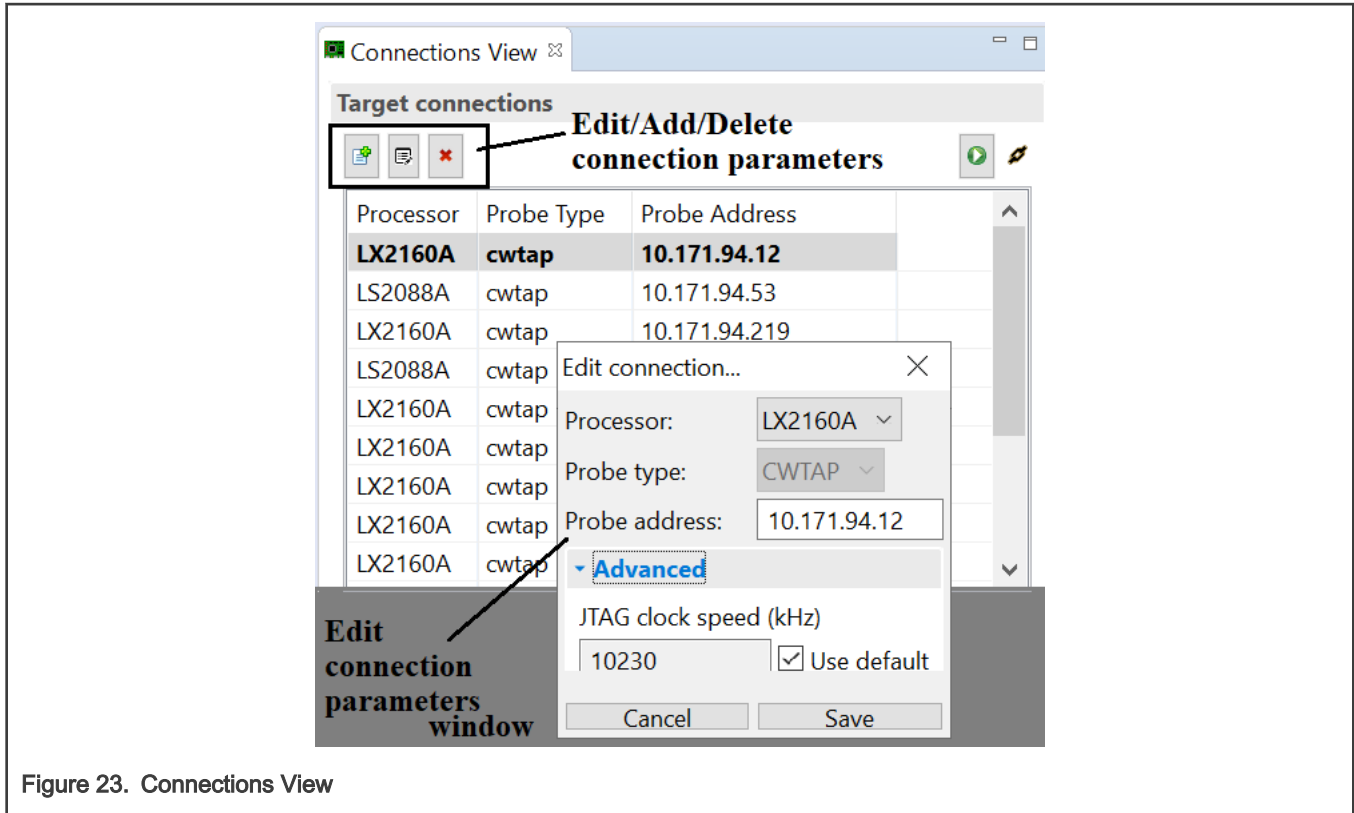 Connections View
Target connections
Edit/Add/Delete
connection parameters
Processor Probe Type Probe Address
LX2160A cwtap 10.171.94.12
LS2088A cwtap 10.171.94.53
LX2160A cwtap 10.171.94.219
LS2088A cwtap
LX2160A cwtap
LX2160A cwtap
LX2160A cwtap
LX2160A cwtap
LX2160A cwtap
Edit connection...
Processor: LX2160A
Probe type: CWTAP
Probe address: 10.171.94.12
Advanced
JTAG clock speed (kHz)
10230 Use default
Cancel Save
Edit
connection
parameters
window
Figure 23. Connections View